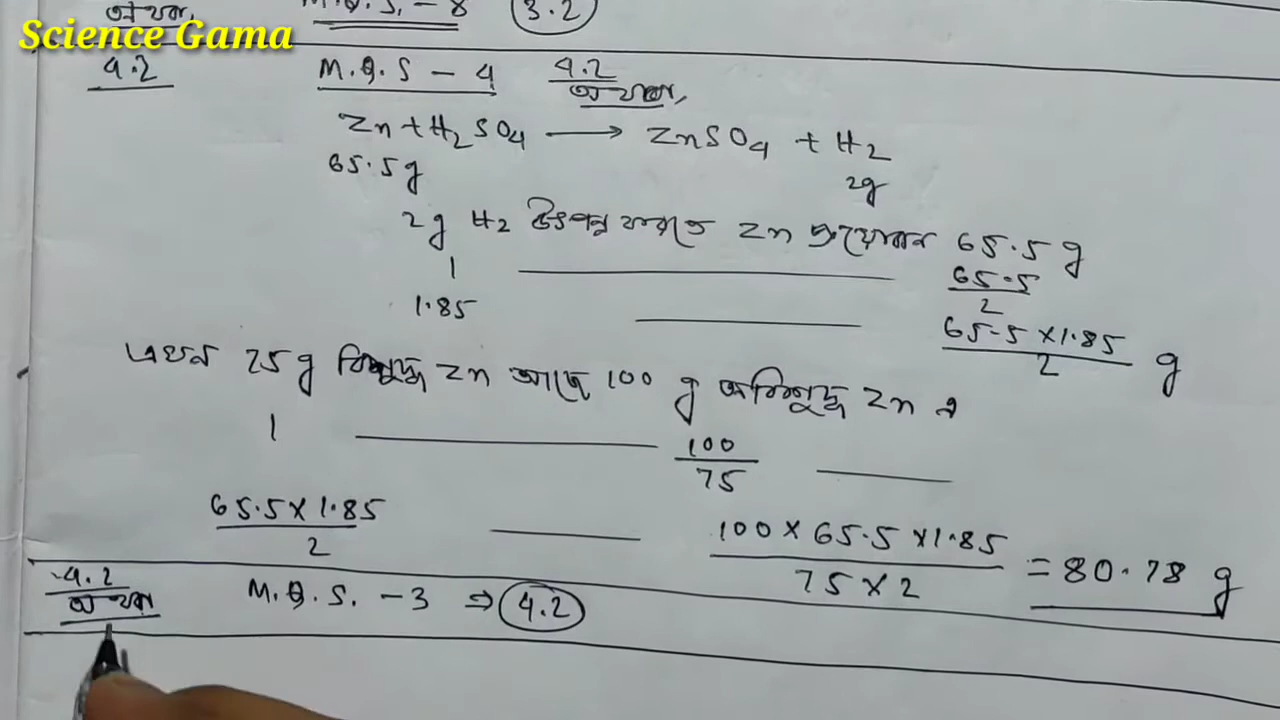 অথবা, M.Q.S. - 8 3.2
Science Gama
4.2 M.Q.S - 4 4.2 অথবা,
Zn + H2SO4 → ZnSO4 + H2
65.5g 2g
2g H2 উৎপন্ন করতে Zn প্রয়োজন 65.5 g
1 65.5/2
1.85 65.5 x 1.85/2 g
এখন 75 g বিশুদ্ধ Zn আছে 100 g অবিশুদ্ধ Zn এ
1 100/75
65.5 x 1.85/2 100 x 65.5 x 1.85/75 x 2 = 80.78 g
4.2 অথবা M.Q.S. - 3 ⇒ 4.2